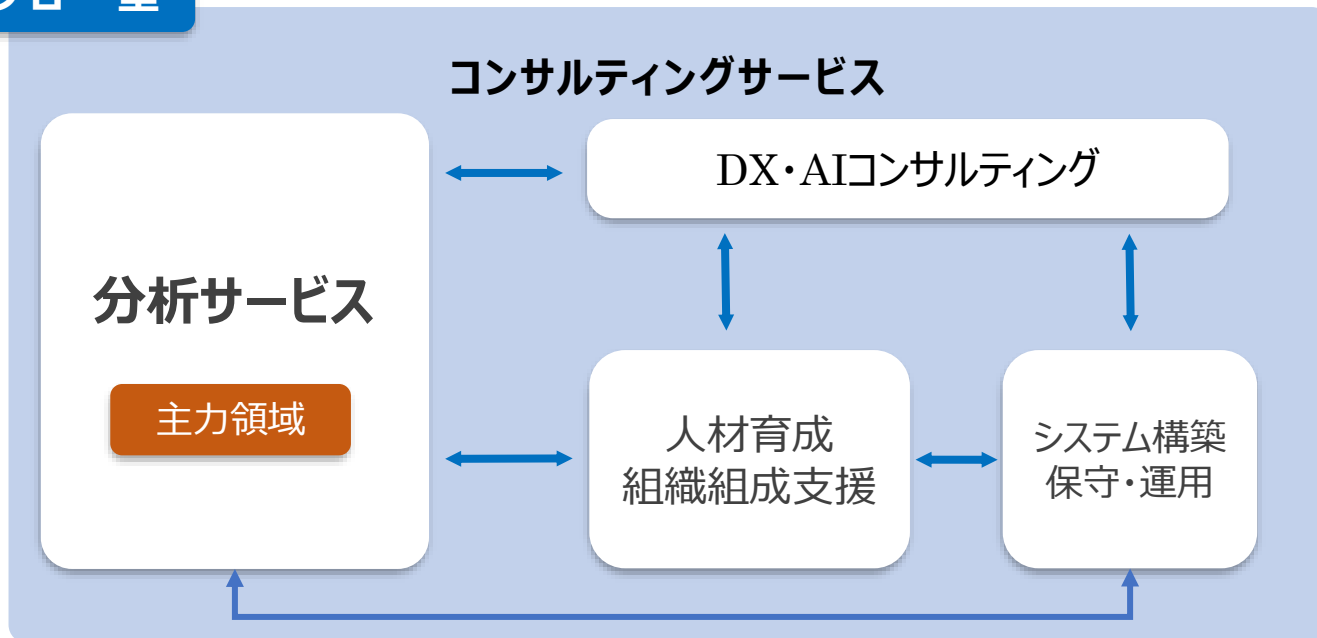 コンサルティングサービス
分析サービス
主力領域
DX・AIコンサルティング
人材育成
組織組成支援
システム構築
保守・運用